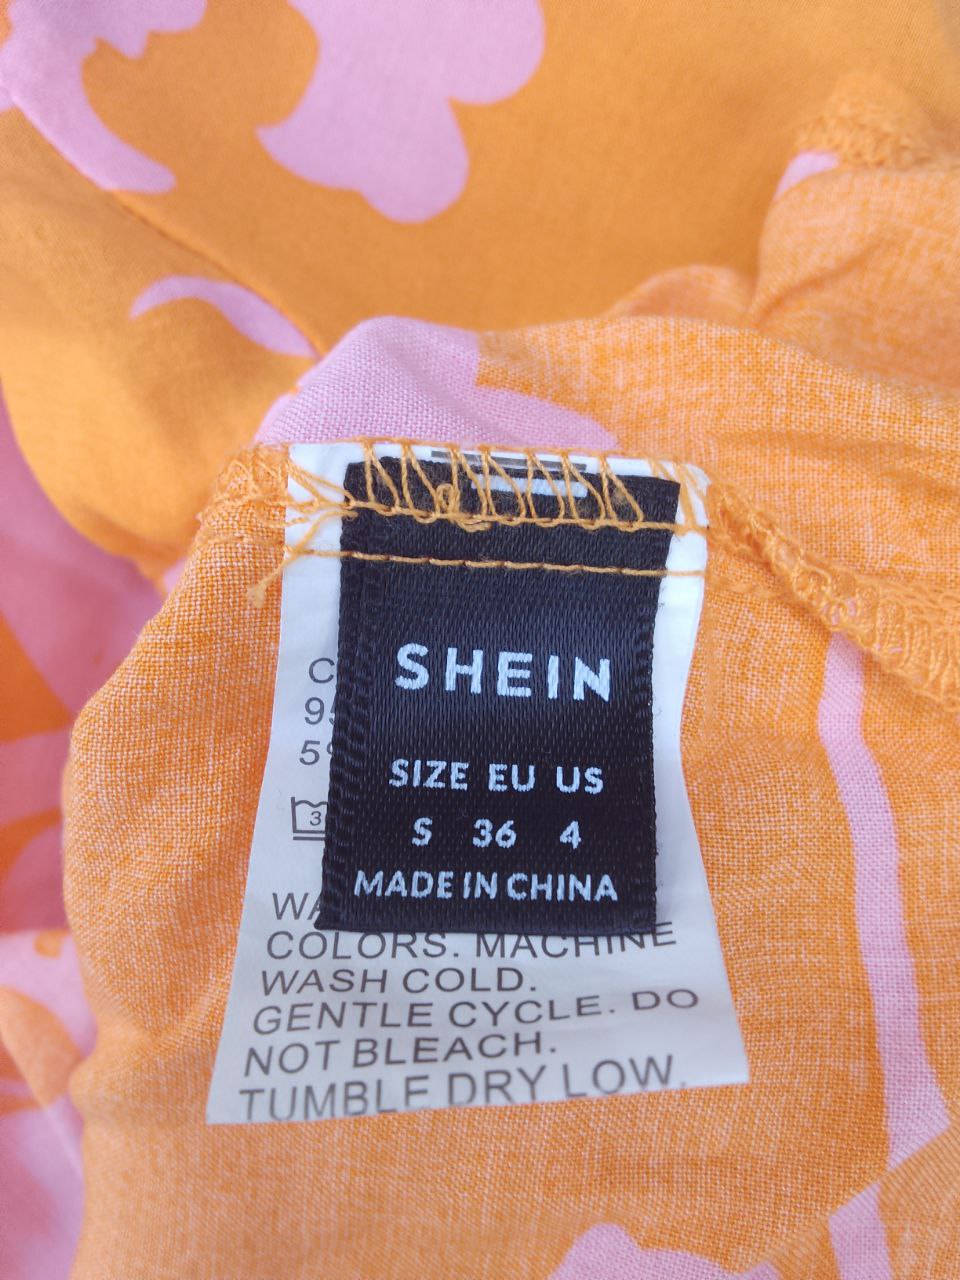 SHEIN
SIZE EU US
S 36 4
MADE IN CHINA
COLORS. MACHINE
WASH COLD.
GENTLE CYCLE. DO
NOT BLEACH.
TUMBLE DRY LOW.